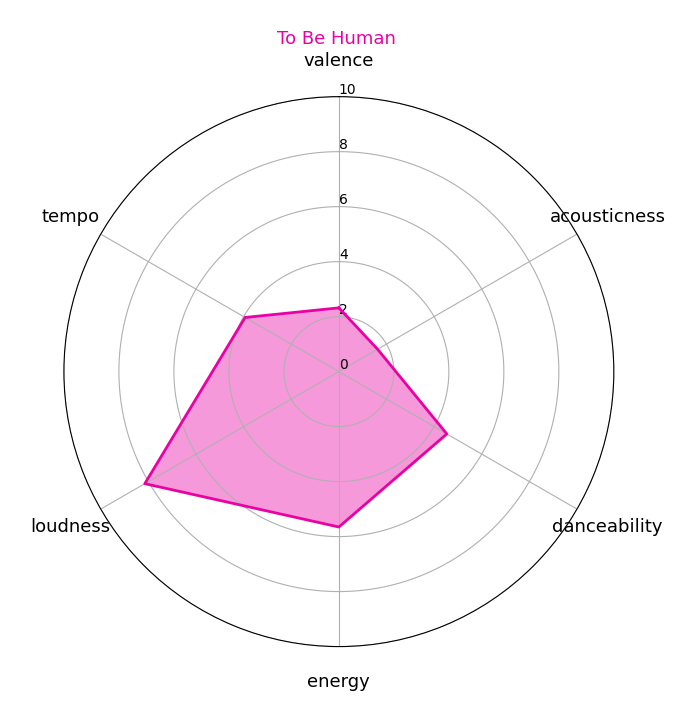 To Be Human
valence
10
8
6
4
2
0
tempo
acousticness
loudness
danceability
energy